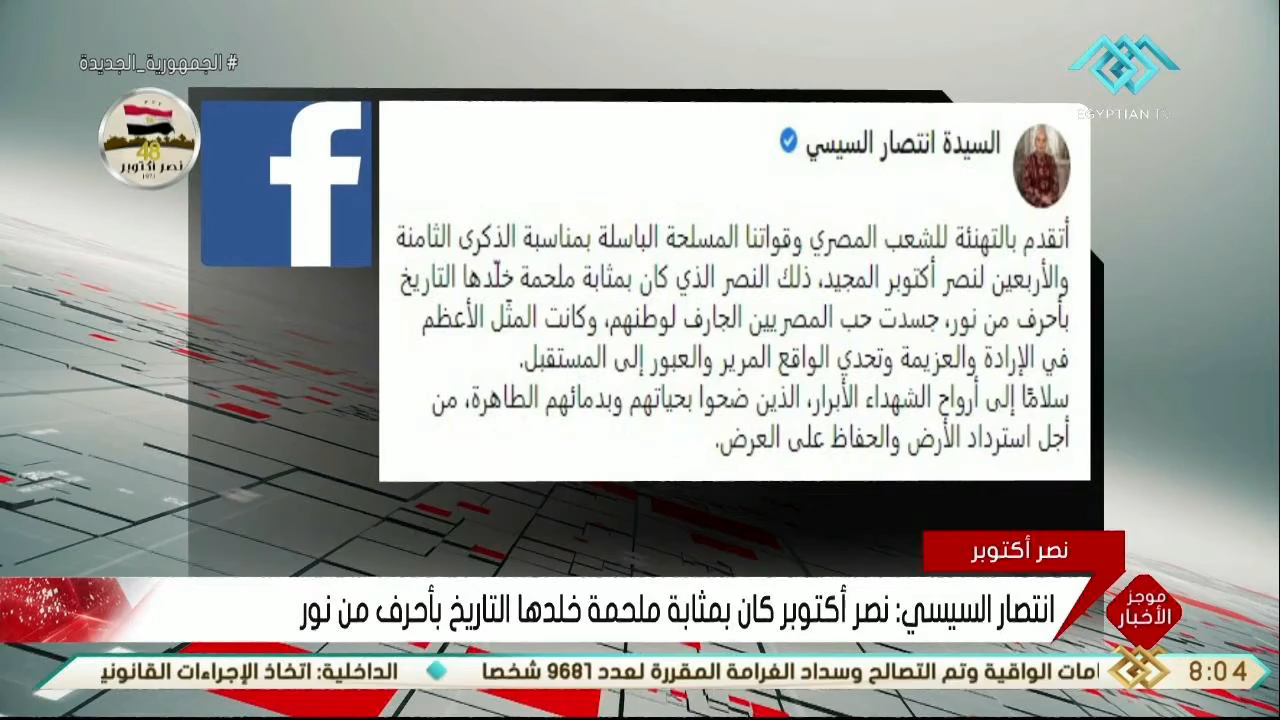 #الجمهورية_الجديدة
EGYPTIAN T
48
نصر أكتوبر
السيدة انتصار السيسي
أتقدم بالتهنئة للشعب المصري وقواتنا المسلحة الباسلة بمناسبة الذكرى الثامنة
والأربعين لنصر أكتوبر المجيد، ذلك النصر الذي كان بمثابة ملحمة خلّدها التاريخ
بأحرف من نور، جسدت حب المصريين الجارف لوطنهم، وكانت المثّل الأعظم
في الإرادة والعزيمة وتحدي الواقع المرير والعبور إلى المستقبل.
سلامًا إلى أرواح الشهداء الأبرار، الذين ضحوا بحياتهم وبدمائهم الطاهرة، من
أجل استرداد الأرض والحفاظ على العرض.
نصر أكتوبر
موجز
الأخبار
انتصار السيسي: نصر أكتوبر كان بمثابة ملحمة خلدها التاريخ بأحرف من نور
8:04
امات الواقية وتم التصالح وسداد الغرامة المقررة لعدد 9681 شخصا
الداخلية: اتخاذ الإجراءات القانوني